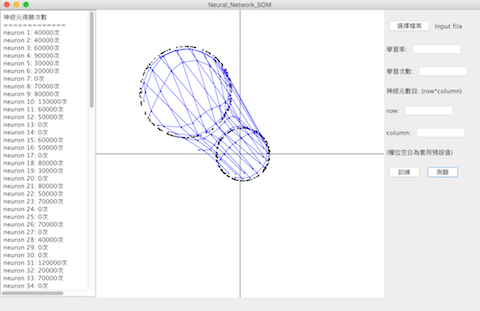 Neural_Network_SOM
神經元得勝次數
==============
neuron 1: 40000次
neuron 2: 40000次
neuron 3: 60000次
neuron 4: 90000次
neuron 5: 30000次
neuron 6: 20000次
neuron 7: 0次
neuron 8: 70000次
neuron 9: 80000次
neuron 10: 130000次
neuron 11: 60000次
neuron 12: 50000次
neuron 13: 0次
neuron 14: 0次
neuron 15: 60000次
neuron 16: 50000次
neuron 17: 0次
neuron 18: 80000次
neuron 19: 30000次
neuron 20: 0次
neuron 21: 80000次
neuron 22: 50000次
neuron 23: 70000次
neuron 24: 0次
neuron 25: 0次
neuron 26: 70000次
neuron 27: 0次
neuron 28: 40000次
neuron 29: 0次
neuron 30: 0次
neuron 31: 120000次
neuron 32: 20000次
neuron 33: 70000次
neuron 34: 0次
選擇檔案 Input file
學習率:
學習次數:
神經元數目: (row*column)
row:
column:
(欄位空白為套用預設值)
訓練 測驗